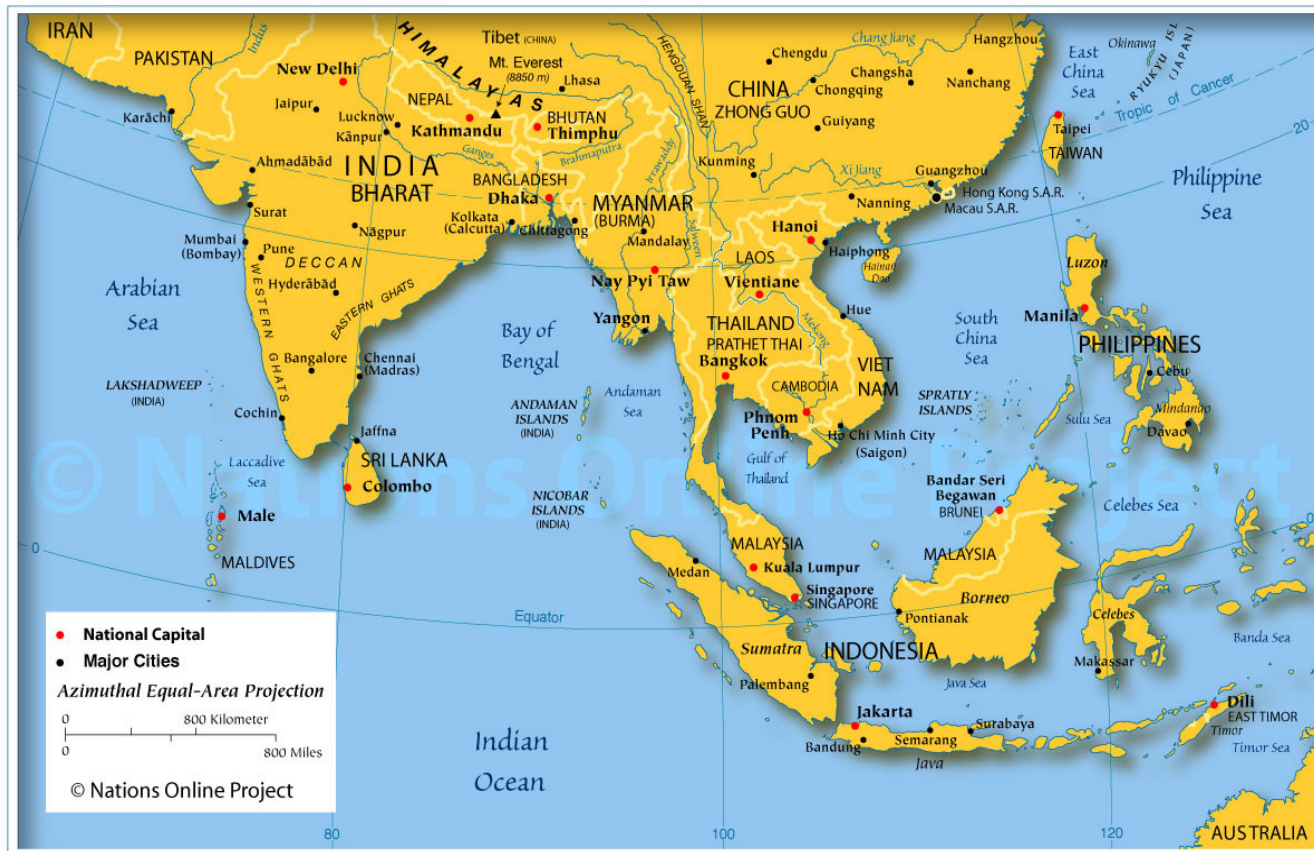 IRAN
PAKISTAN
Indus
HIMALAYAS
Tibet (CHINA)
Mt. Everest
(8850 m)
Lhasa
HENGDUAN SHAN
Chengdu
Chang Jiang
Hangzhou
East
China
Sea
Okinawa
RYUKYU ISL
(JAPAN)
New Delhi
NEPAL
CHINA
ZHONG GUO
Changsha
Chongqing
Nanchang
Tropic of Cancer
Karāchi
Jaipur
Lucknow
Kānpur
Kathmandu
BHUTAN
Thimphu
Guiyang
Taipei
TAIWAN
20
Ahmadābād
INDIA
BHARAT
Ganges
Brahmaputra
Irrawaddy
Kunming
Xi Jiang
Guangzhou
Hong Kong S.A.R.
Macau S.A.R.
Philippine
Sea
BANGLADESH
Dhaka
MYANMAR
(BURMA)
Salween
Nanning
Surat
Nāgpur
Kolkata
(Calcutta)
Chittagong
Mandalay
Hanoi
Haiphong
Hainan
Dao
Luzon
Mumbai
(Bombay)
Pune
DECCAN
Hyderābād
EASTERN GHATS
WESTERN GHATS
Nay Pyi Taw
LAOS
Vientiane
Arabian
Sea
Bay of
Bengal
Yangon
THAILAND
PRATHET THAI
Bangkok
Mekong
Hue
South
China
Sea
Manila
PHILIPPINES
Cebu
Bangalore
Chennai
(Madras)
LAKSHADWEEP
(INDIA)
ANDAMAN
ISLANDS
(INDIA)
Andaman
Sea
CAMBODIA
VIET
NAM
Phnom
Penh
Ho Chi Minh City
(Saigon)
SPRATLY
ISLANDS
Sulu Sea
Mindanao
Davao
Cochin
Jaffna
SRI LANKA
Colombo
Laccadive
Sea
Gulf of
Thailand
© Nations Online Project
NICOBAR
ISLANDS
(INDIA)
Bandar Seri
Begawan
BRUNEI
Celebes Sea
Male
MALDIVES
0
0
Medan
MALAYSIA
Kuala Lumpur
Singapore
SINGAPORE
MALAYSIA
Borneo
Pontianak
Celebes
Equator
Sumatra
INDONESIA
Palembang
Makassar
Banda Sea
Java Sea
Jakarta
Bandung
Semarang
Surabaya
Java
Dili
EAST TIMOR
Timor
Timor Sea
Indian
Ocean
AUSTRALIA
National Capital
Major Cities
Azimuthal Equal-Area Projection
0 800 Kilometer
0 800 Miles
© Nations Online Project
80
100
120